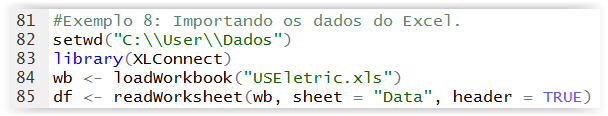 81 #Exemplo 8: Importando os dados do Excel.
82 setwd("C:\\User\\Dados")
83 library(XLConnect)
84 wb <- loadWorkbook("USEletric.xls")
85 df <- readWorksheet(wb, sheet = "Data", header = TRUE)